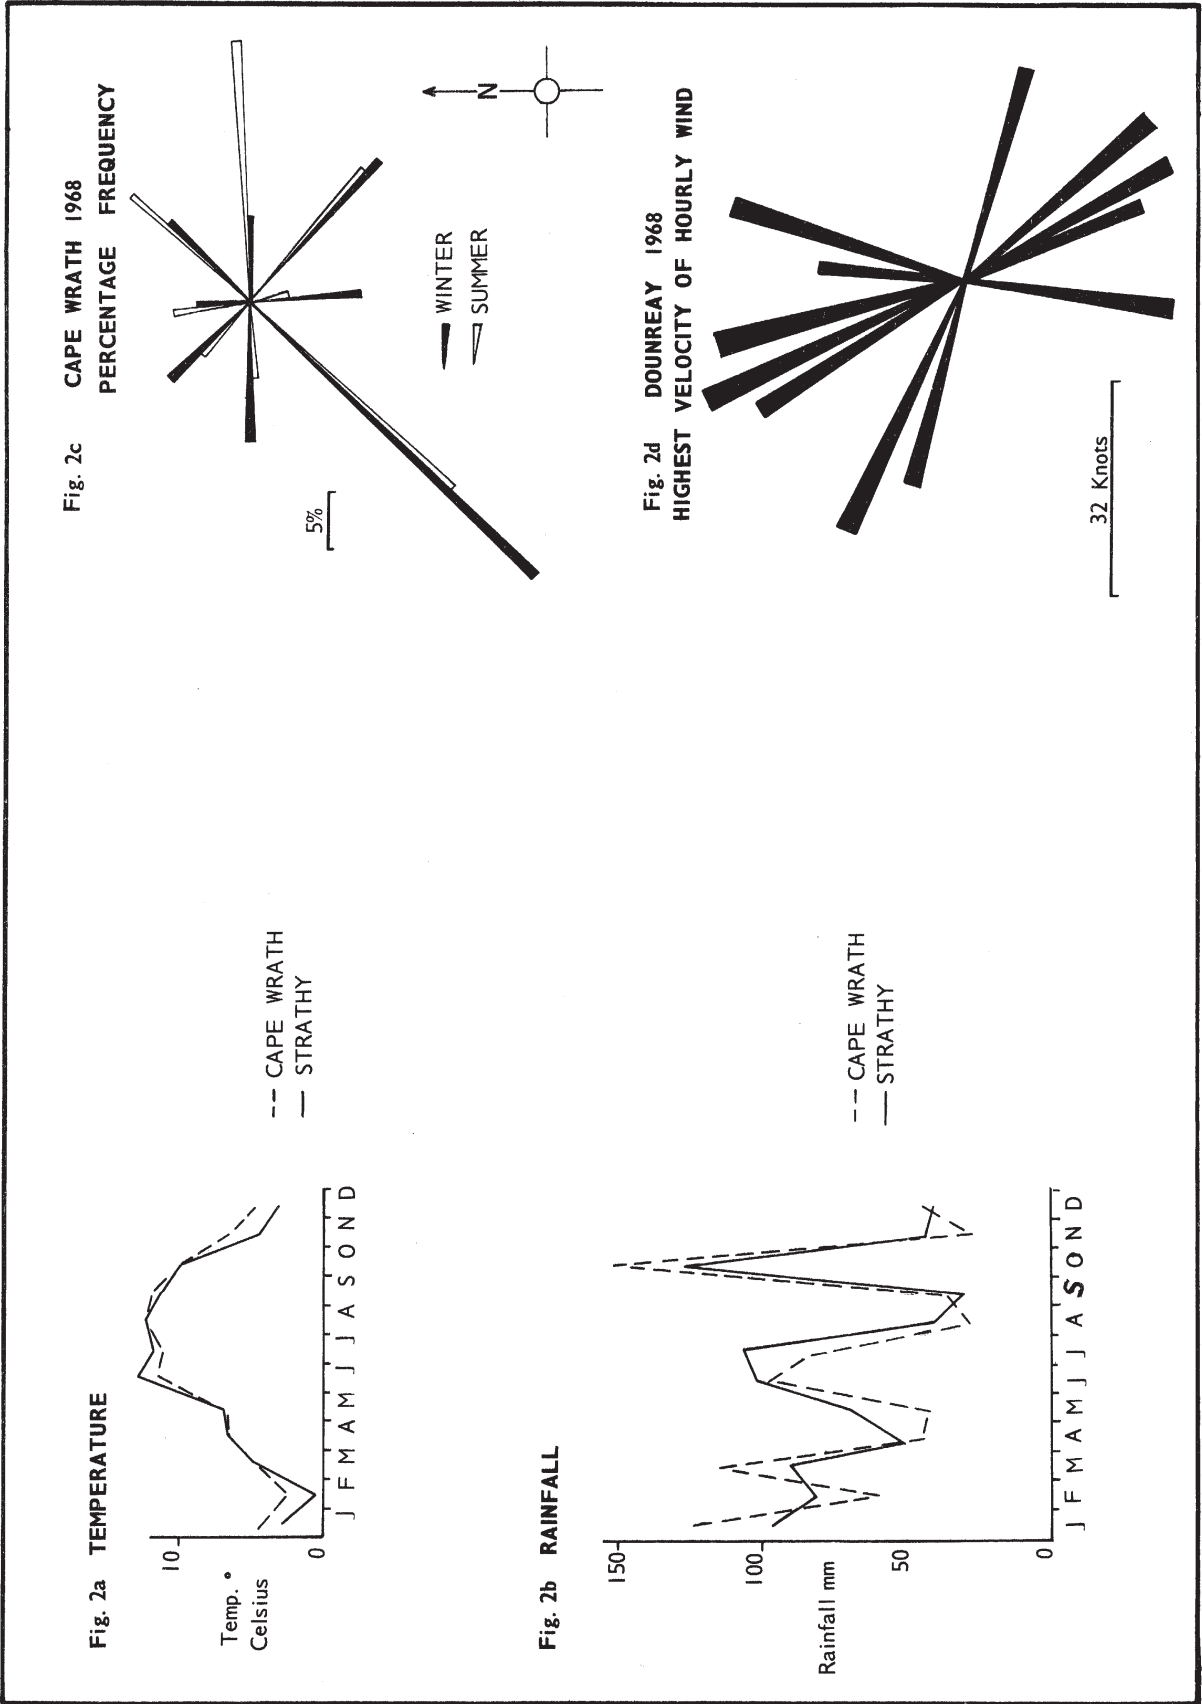 Fig. 2a TEMPERATURE
Temp. °
Celsius
10
0
J F M A M J J A S O N D
CAPE WRATH
STRATHY
Fig. 2b RAINFALL
150
100
Rainfall mm
50
0
J F M A M J J A S O N D
CAPE WRATH
STRATHY
Fig. 2c CAPE WRATH 1968
PERCENTAGE FREQUENCY
5%
WINTER
SUMMER
N
Fig. 2d DOUNREAY 1968
HIGHEST VELOCITY OF HOURLY WIND
32 Knots